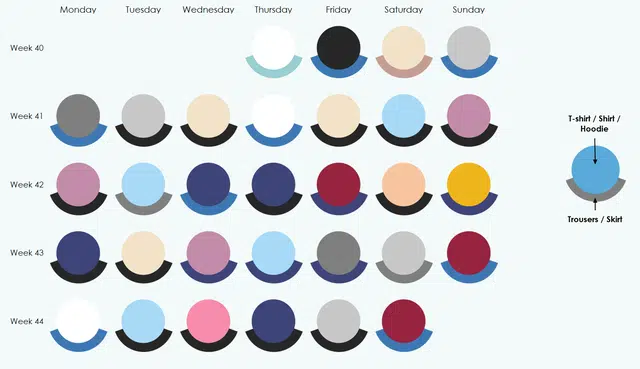 Monday Tuesday Wednesday Thursday Friday Saturday Sunday
Week 40
Week 41
T-shirt / Shirt /
Hoodie
Week 42
Trousers / Skirt
Week 43
Week 44